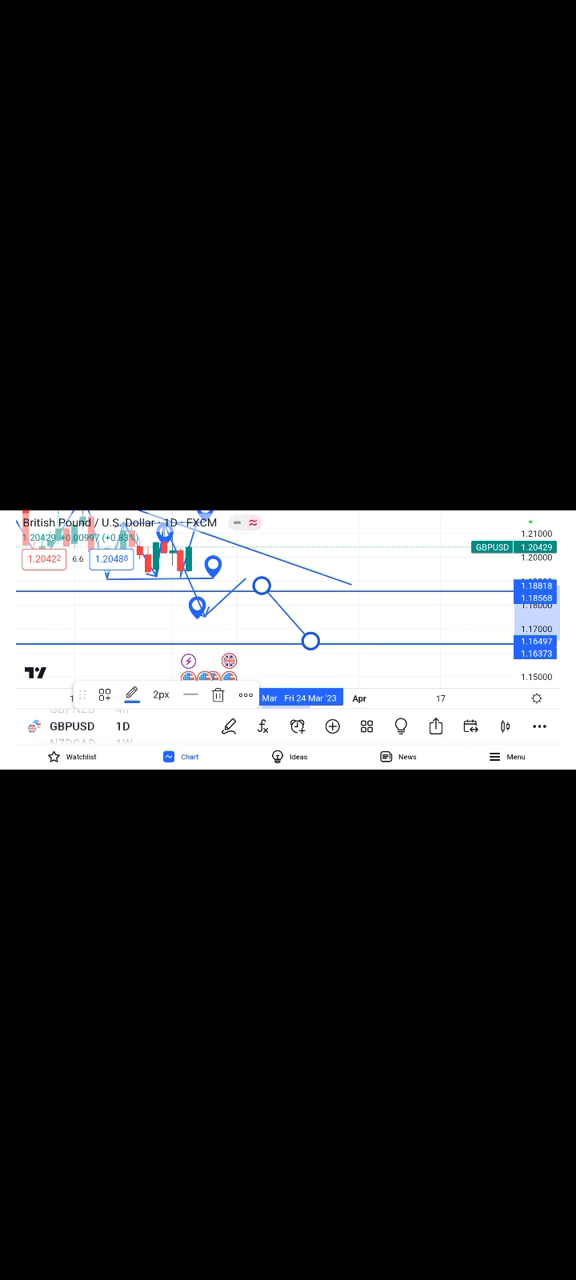 British Pound / U.S. Dollar · 1D · FXCM
1.20429 +0.00997 (+0.83%)
1.20422 6.6 1.20488
1.21000
GBPUSD 1.20429
1.20000
1.18818
1.18568
1.18000
1.17000
1.16497
1.16373
1.15000
2px
Mar Fri 24 Mar '23 Apr 17
GBPUSD 1D
NZDCAD 1W
Watchlist Chart Ideas News Menu